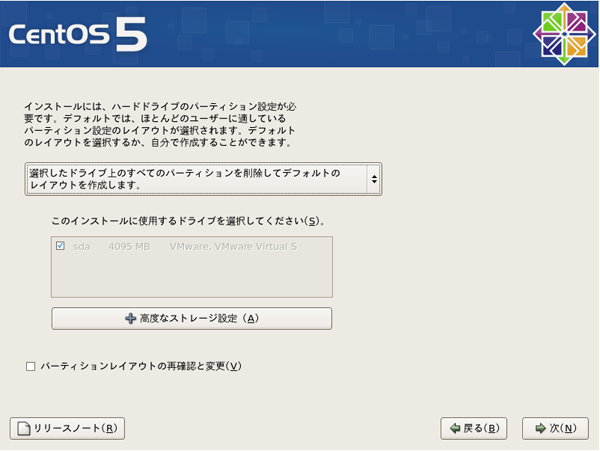 CentOS 5
インストールには、ハードドライブのパーティション設定が必
要です。デフォルトでは、ほとんどのユーザーに適している
パーティション設定のレイアウトが選択されます。デフォルト
のレイアウトを選択するか、自分で作成することができます。
選択したドライブ上のすべてのパーティションを削除してデフォルトの
レイアウトを作成します。
このインストールに使用するドライブを選択してください(S)。
sda 4095 MB VMware, VMware Virtual S
高度なストレージ設定 (A)
パーティションレイアウトの再確認と変更(V)
リリースノート(R) 戻る(B) 次(N)